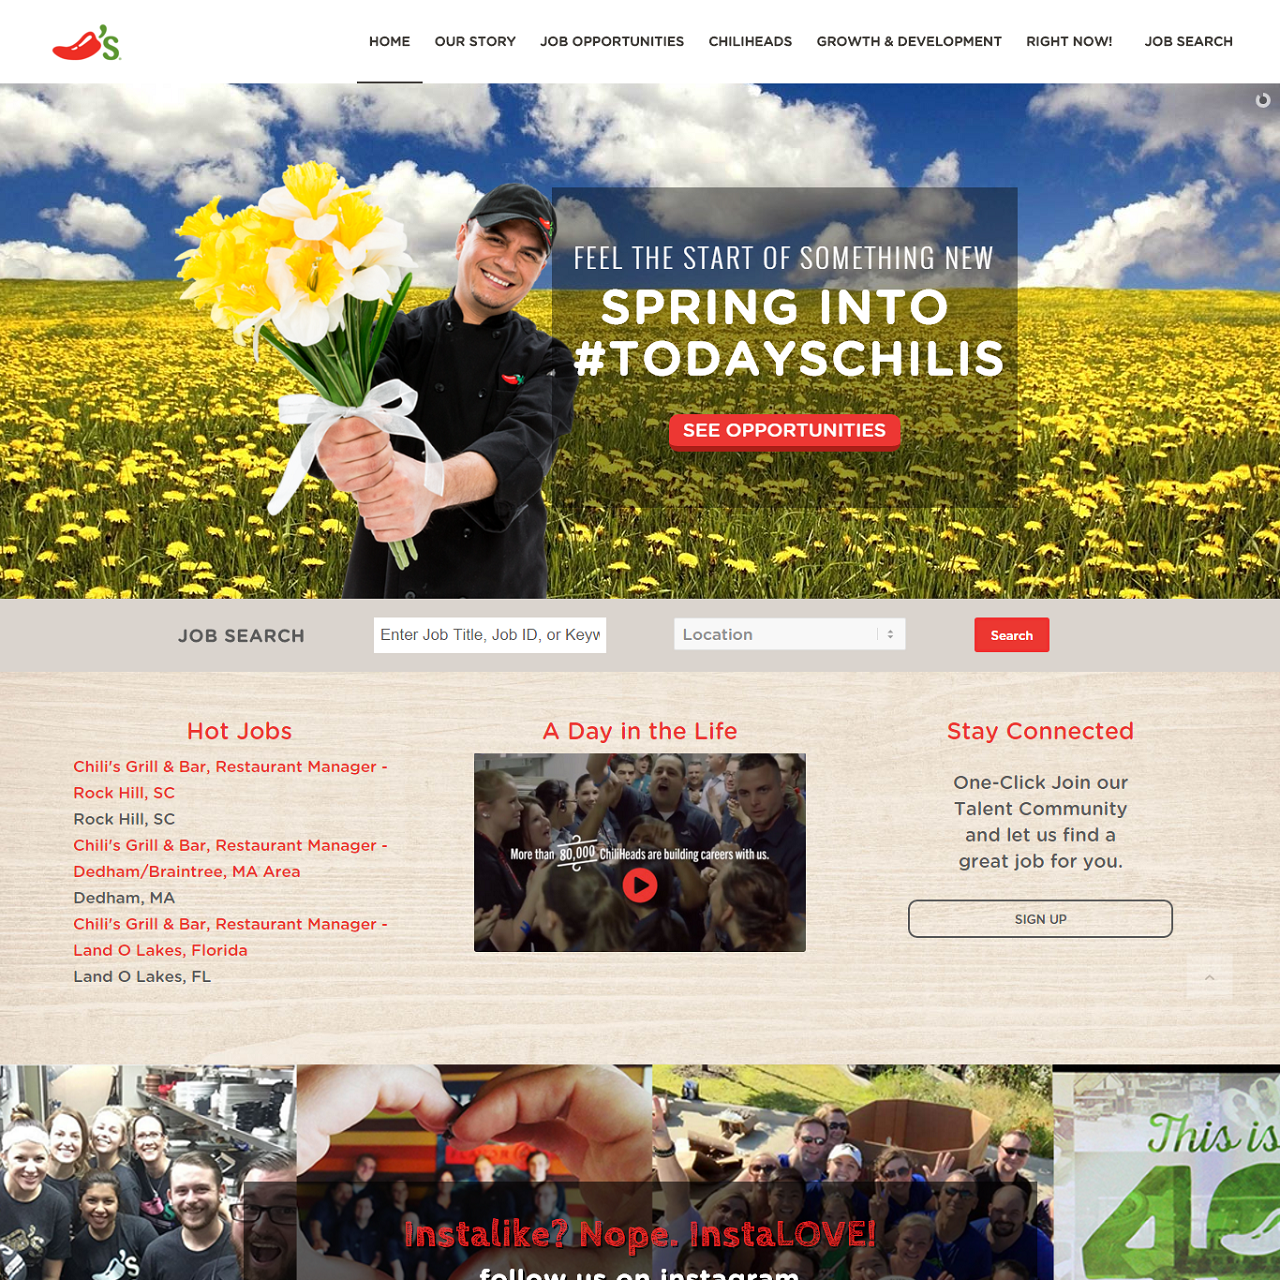 'S
HOME
OUR STORY
JOB OPPORTUNITIES
CHILIHEADS
GROWTH & DEVELOPMENT
RIGHT NOW!
JOB SEARCH
FEEL THE START OF SOMETHING NEW
SPRING INTO
#TODAYSCHILIS
SEE OPPORTUNITIES
JOB SEARCH
Enter Job Title, Job ID, or Keyw
Location
Search
Hot Jobs
Chili's Grill & Bar, Restaurant Manager -
Rock Hill, SC
Rock Hill, SC
Chili's Grill & Bar, Restaurant Manager -
Dedham/Braintree, MA Area
Dedham, MA
Chili's Grill & Bar, Restaurant Manager -
Land O Lakes, Florida
Land O Lakes, FL
A Day in the Life
More than 80,000 ChiliHeads are building careers with us.
Stay Connected
One-Click Join our
Talent Community
and let us find a
great job for you.
SIGN UP
This is
Instalike? Nope. InstaLOVE!
follow us on instagram